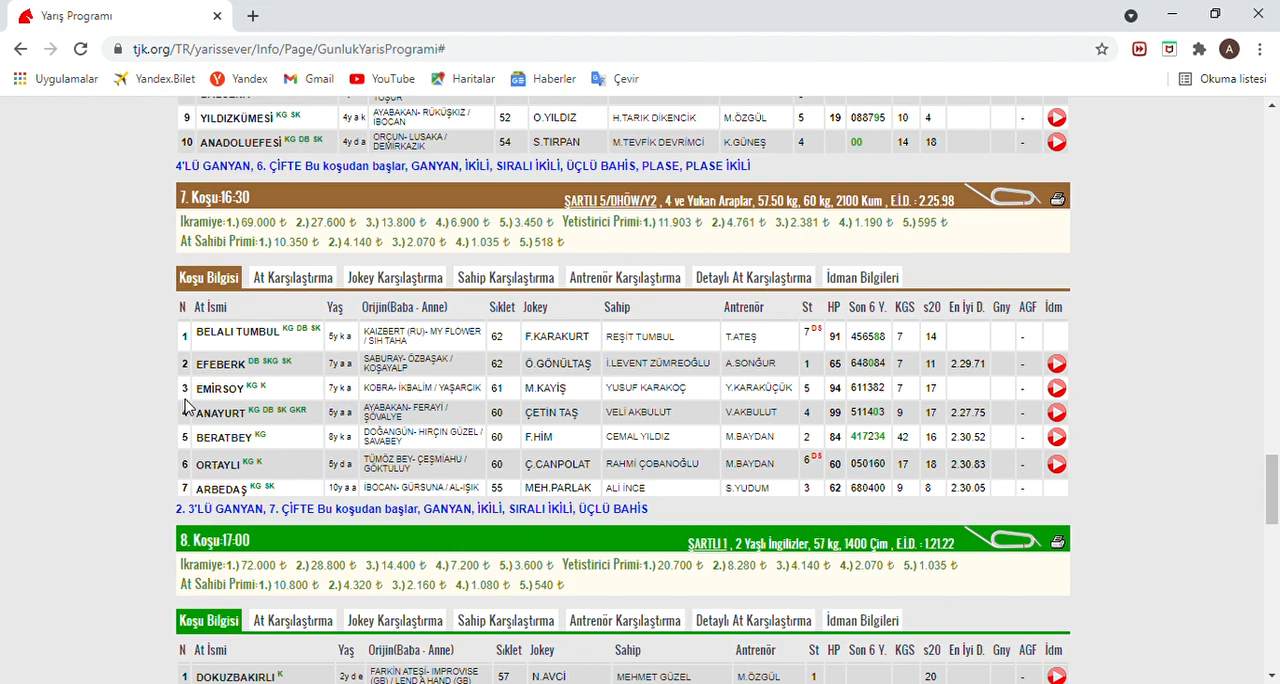 Yarış Programı
tjk.org/TR/yarissever/Info/Page/GunlukYarisProgrami#
A
Uygulamalar Yandex.Bilet Yandex Gmail YouTube Haritalar Haberler Çevir Okuma listesi
TOŞUR
9 YILDIZKÜMESİ KG SK 4y a k AYABAKAN- RÜKÜŞKIZ / İBOCAN 52 O.YILDIZ H.TARIK DİKENCİK M.ÖZGÜL 5 19 088795 10 4 -
10 ANADOLUEFESİ KG DB SK 4y d a ORÇUN- LUSAKA / DEMİRKAZIK 54 S.TIRPAN M.TEVFİK DEVRİMCİ K.GÜNEŞ 4 00 14 18 -
4'LÜ GANYAN, 6. ÇİFTE Bu koşudan başlar, GANYAN, İKİLİ, SIRALI İKİLİ, ÜÇLÜ BAHİS, PLASE, PLASE İKİLİ
7. Koşu:16:30 ŞARTLI 5/DHÖW/Y2 , 4 ve Yukarı Araplar, 57.50 kg, 60 kg, 2100 Kum , E.İ.D. : 2.25.98
İkramiye:1.) 69.000 ₺ 2.) 27.600 ₺ 3.) 13.800 ₺ 4.) 6.900 ₺ 5.) 3.450 ₺ Yetistirici Primi:1.) 11.903 ₺ 2.) 4.761 ₺ 3.) 2.381 ₺ 4.) 1.190 ₺ 5.) 595 ₺
At Sahibi Primi:1.) 10.350 ₺ 2.) 4.140 ₺ 3.) 2.070 ₺ 4.) 1.035 ₺ 5.) 518 ₺
Koşu Bilgisi At Karşılaştırma Jokey Karşılaştırma Sahip Karşılaştırma Antrenör Karşılaştırma Detaylı At Karşılaştırma İdman Bilgileri
N At İsmi Yaş Orijin(Baba - Anne) Sıklet Jokey Sahip Antrenör St HP Son 6 Y. KGS s20 En İyi D. Gny AGF İdm
1 BELALI TUMBUL KG DB SK 5y k a KAIZBERT (RU)- MY FLOWER / SIH TAHA 62 F.KARAKURT REŞİT TUMBUL T.ATEŞ 7 DS 91 456588 7 14 -
2 EFEBERK DB SKG SK 7y a a SABURAY- ÖZBAŞAK / KOŞAYALP 62 Ö.GÖNÜLTAŞ İ.LEVENT ZÜMREOĞLU A.SONĞUR 1 65 648084 7 11 2.29.71 -
3 EMİRSOY KG K 7y k a KOBRA- İKBALİM / YAŞARCIK 61 M.KAYİŞ YUSUF KARAKOÇ Y.KARAKÜÇÜK 5 94 611382 7 17 -
ANAYURT KG DB SK GKR 5y a a AYABAKAN- FERAYİ / ŞÖVALYE 60 ÇETİN TAŞ VELİ AKBULUT V.AKBULUT 4 99 511403 9 17 2.27.75 -
5 BERATBEY KG 8y k a DOĞANGÜN- HIRÇIN GÜZEL / SAVABEY 60 F.HİM CEMAL YILDIZ M.BAYDAN 2 84 417234 42 16 2.30.52 -
6 ORTAYLI KG K 5y d a TÜMÖZ BEY- ÇEŞMİAHU / GÖKTULUY 60 Ç.CANPOLAT RAHMİ ÇOBANOĞLU M.BAYDAN 6 DS 60 050160 17 18 2.30.83 -
7 ARBEDAŞ KG SK 10y a a İBOCAN- GÜRSUNA / AL-IŞIK 55 MEH.PARLAK ALİ İNCE S.YUDUM 3 62 680400 9 8 2.30.05 -
2. 3'LÜ GANYAN, 7. ÇİFTE Bu koşudan başlar, GANYAN, İKİLİ, SIRALI İKİLİ, ÜÇLÜ BAHİS
8. Koşu:17:00 ŞARTLI 1 , 2 Yaşlı İngilizler, 57 kg, 1400 Çim , E.İ.D. : 1.21.22
İkramiye:1.) 72.000 ₺ 2.) 28.800 ₺ 3.) 14.400 ₺ 4.) 7.200 ₺ 5.) 3.600 ₺ Yetistirici Primi:1.) 20.700 ₺ 2.) 8.280 ₺ 3.) 4.140 ₺ 4.) 2.070 ₺ 5.) 1.035 ₺
At Sahibi Primi:1.) 10.800 ₺ 2.) 4.320 ₺ 3.) 2.160 ₺ 4.) 1.080 ₺ 5.) 540 ₺
Koşu Bilgisi At Karşılaştırma Jokey Karşılaştırma Sahip Karşılaştırma Antrenör Karşılaştırma Detaylı At Karşılaştırma İdman Bilgileri
N At İsmi Yaş Orijin(Baba - Anne) Sıklet Jokey Sahip Antrenör St HP Son 6 Y. KGS s20 En İyi D. Gny AGF İdm
1 DOKUZBAKIRLI K 2y d e FARKIN ATEŞİ- IMPROVISE (GB) / LEND A HAND (GB) 57 N.AVCİ MEHMET GÜZEL M.ÖZGÜL 1 20 -